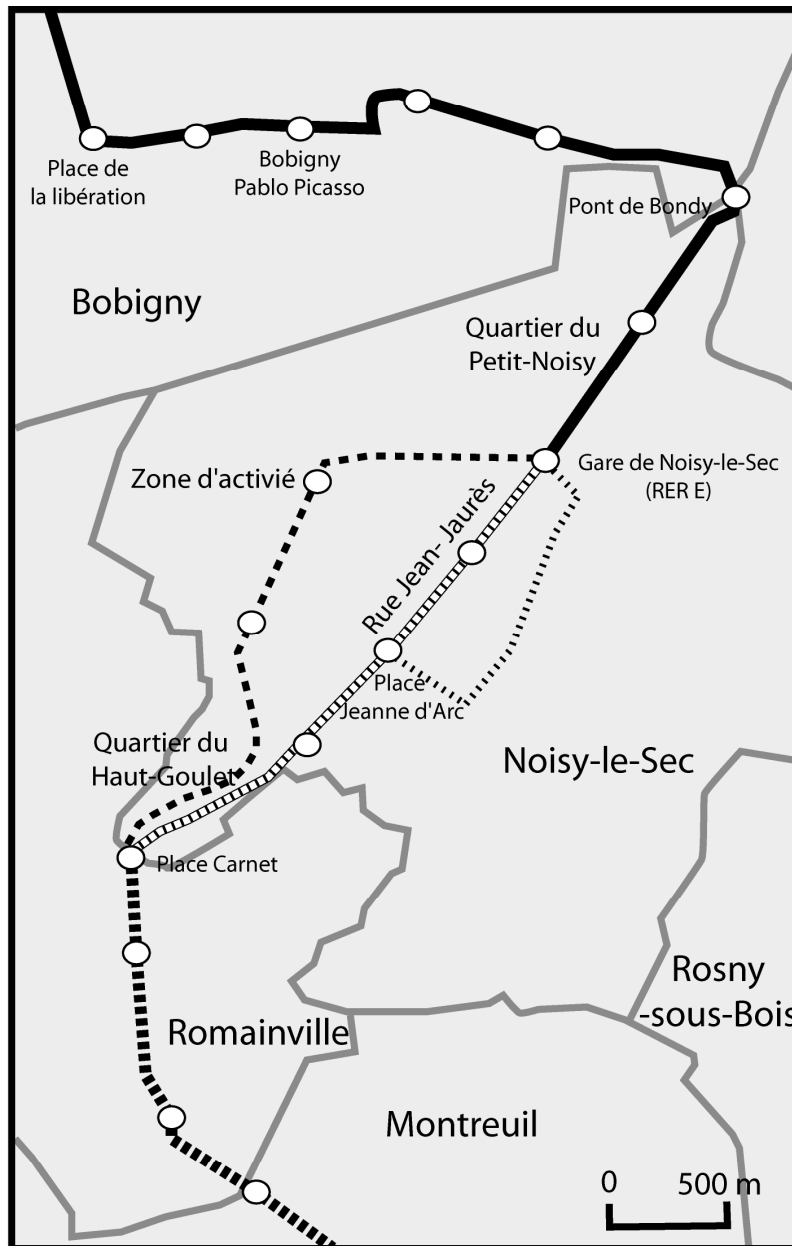 Place de
la libération
Bobigny
Pablo Picasso
Pont de Bondy
Bobigny
Quartier du
Petit-Noisy
Zone d'activié
Gare de Noisy-le-Sec
(RER E)
Rue Jean- Jaurès
Place
Jeanne d'Arc
Quartier du
Haut-Goulet
Noisy-le-Sec
Place Carnet
Rosny
-sous-Bois
Romainville
Montreuil
0 500 m